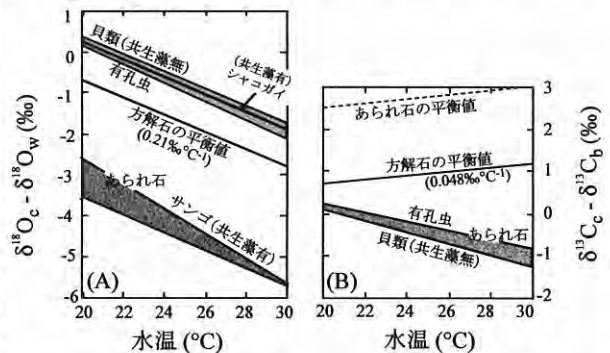 δ¹⁸Oc - δ¹⁸Ow (‰)
1
0
-1
-2
-3
-4
-5
-6
貝類(共生藻無)
(共生藻有)
シャコガイ
有孔虫
方解石の平衡値
(0.21‰°C⁻¹)
あられ石
サンゴ(共生藻有)
(A)
20 22 24 26 28 30
水温 (°C)
あられ石の平衡値
方解石の平衡値
(0.048‰°C⁻¹)
有孔虫
あられ石
貝類(共生藻無)
(B)
3
2
1
0
-1
-2
δ¹³Cc - δ¹³Cb (‰)
20 22 24 26 28 30
水温 (°C)